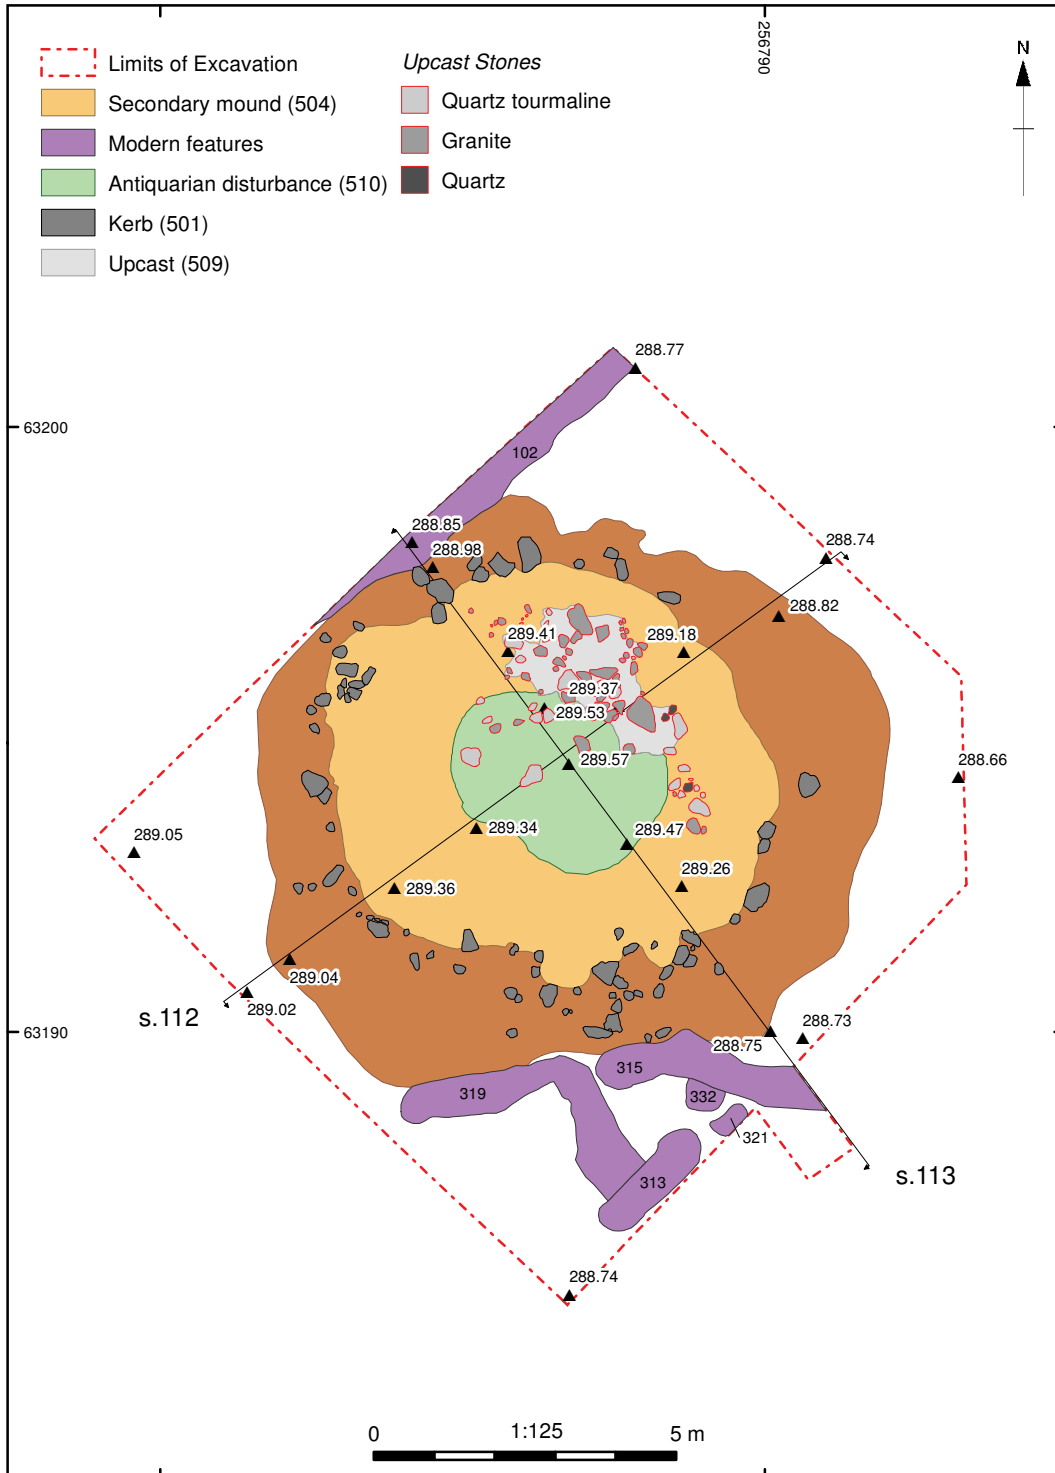 256790
N
Limits of Excavation
Secondary mound (504)
Modern features
Antiquarian disturbance (510)
Kerb (501)
Upcast (509)
Upcast Stones
Quartz tourmaline
Granite
Quartz
288.77
63200
102
288.85
288.98
288.74
288.82
289.41
289.18
289.37
289.53
289.57
288.66
289.05
289.34
289.47
289.26
289.36
289.04
289.02
s.112
63190
288.73
288.75
315
319
332
321
313
s.113
288.74
0
1:125
5 m